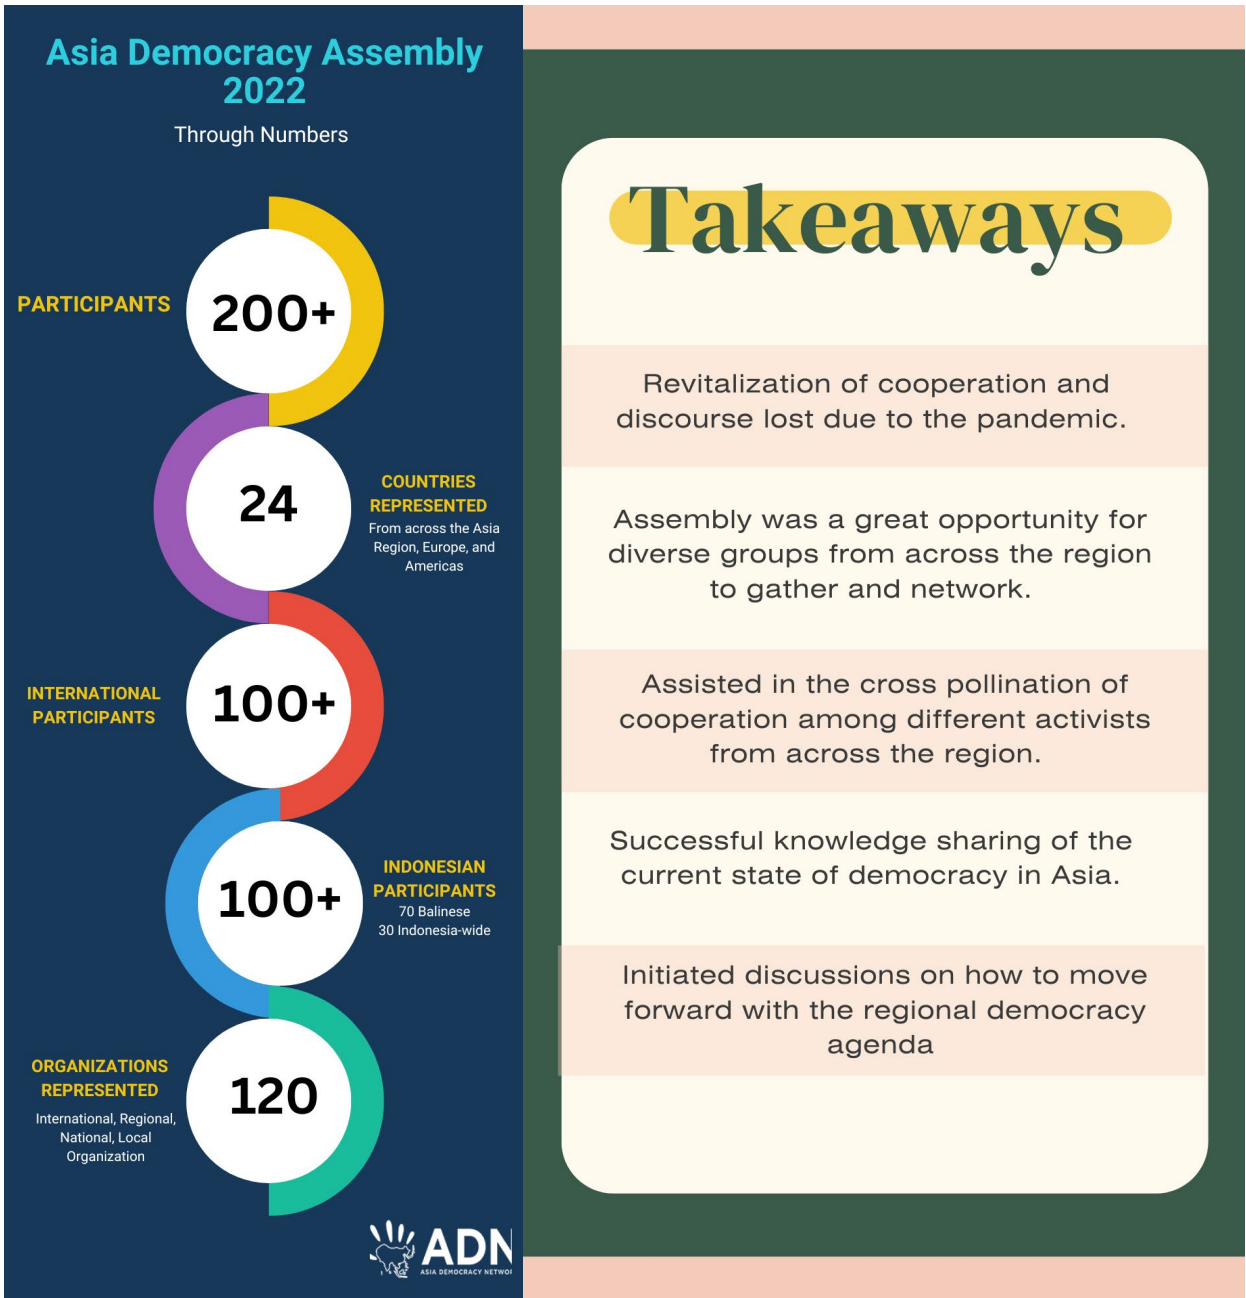 Asia Democracy Assembly
2022
Through Numbers
PARTICIPANTS
200+
24
COUNTRIES
REPRESENTED
From across the Asia
Region, Europe, and
Americas
INTERNATIONAL
PARTICIPANTS
100+
100+
INDONESIAN
PARTICIPANTS
70 Balinese
30 Indonesia-wide
ORGANIZATIONS
REPRESENTED
International, Regional,
National, Local
Organization
120
ADN
ASIA DEMOCRACY NETWO
Takeaways
Revitalization of cooperation and
discourse lost due to the pandemic.
Assembly was a great opportunity for
diverse groups from across the region
to gather and network.
Assisted in the cross pollination of
cooperation among different activists
from across the region.
Successful knowledge sharing of the
current state of democracy in Asia.
Initiated discussions on how to move
forward with the regional democracy
agenda